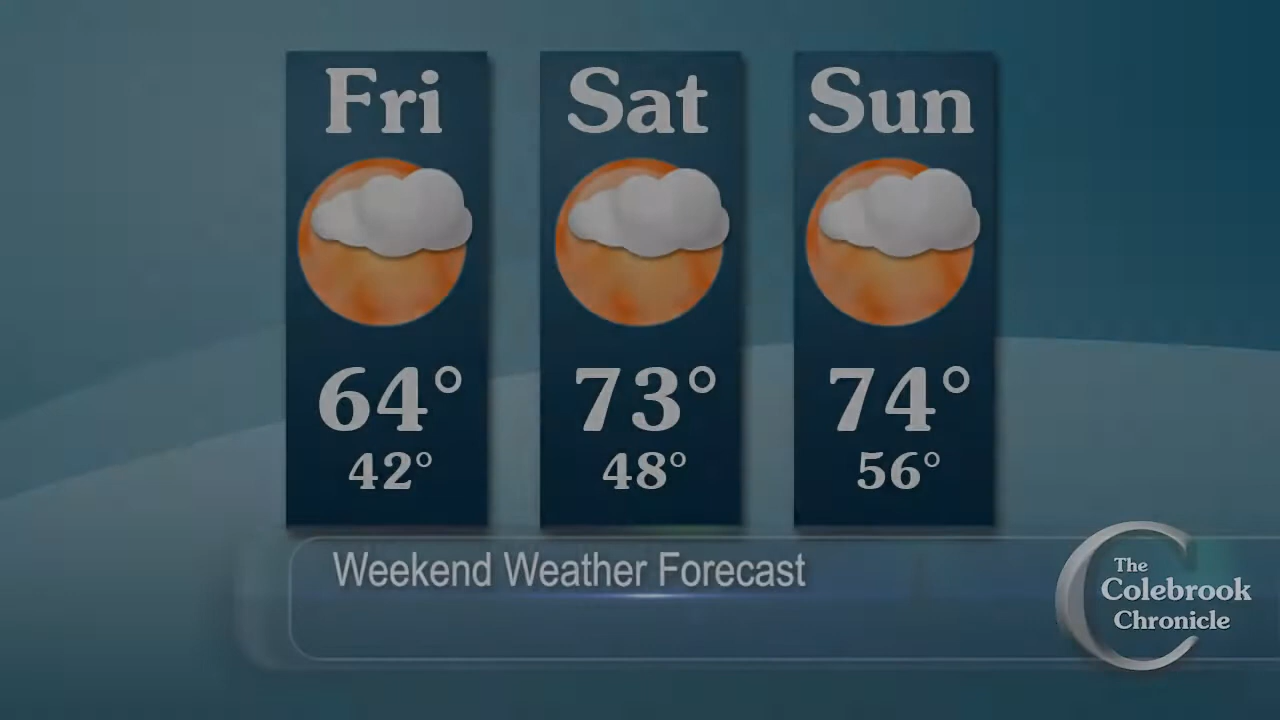 Fri
Sat
Sun
64°
73°
74°
42°
48°
56°
Weekend Weather Forecast
The
Colebrook
Chronicle